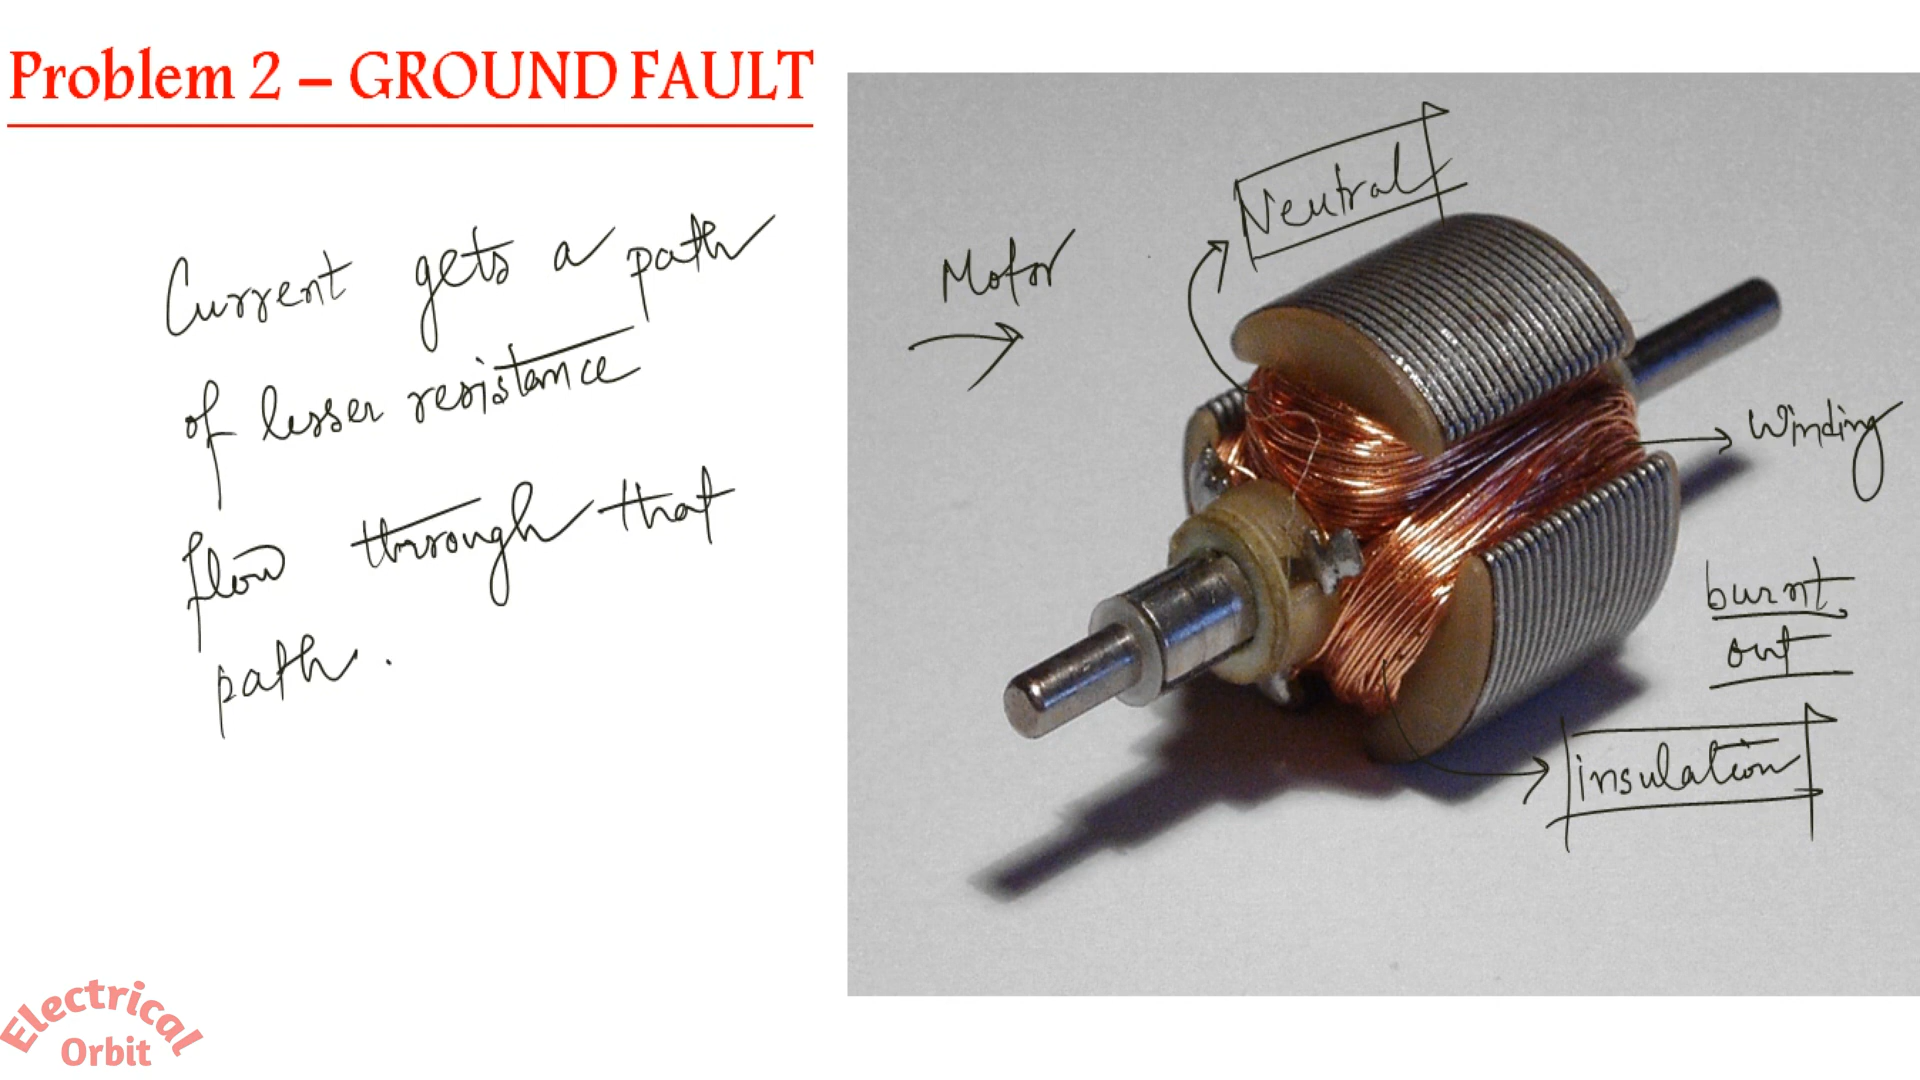 Problem 2 – GROUND FAULT
Current gets a path
of lesser resistance
flow through that
path.
Neutral
Motor
Winding
burnt
out
insulation
Electrical
Orbit